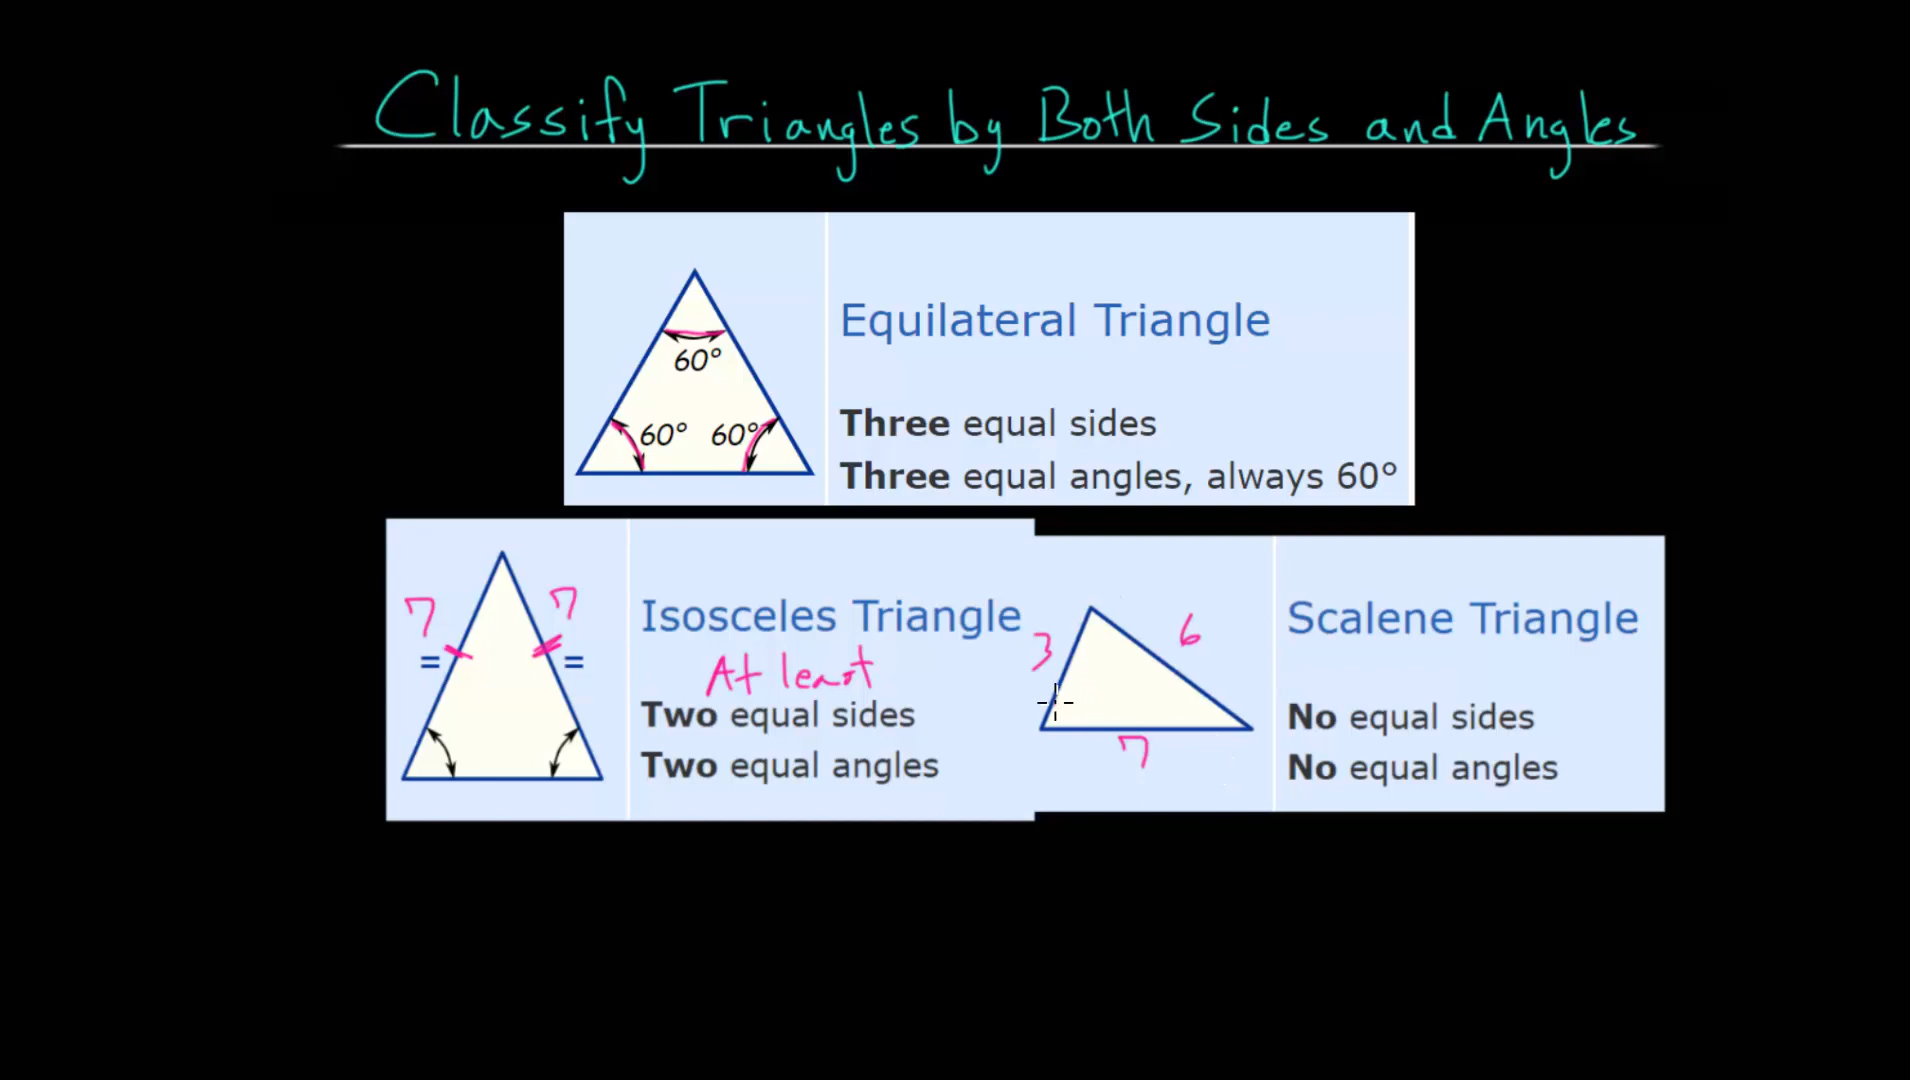 Classify Triangles by Both Sides and Angles
Equilateral Triangle
60°
60° 60°
Three equal sides
Three equal angles, always 60°
7 7
= =
Isosceles Triangle
At least
Two equal sides
Two equal angles
3 6
7
Scalene Triangle
No equal sides
No equal angles